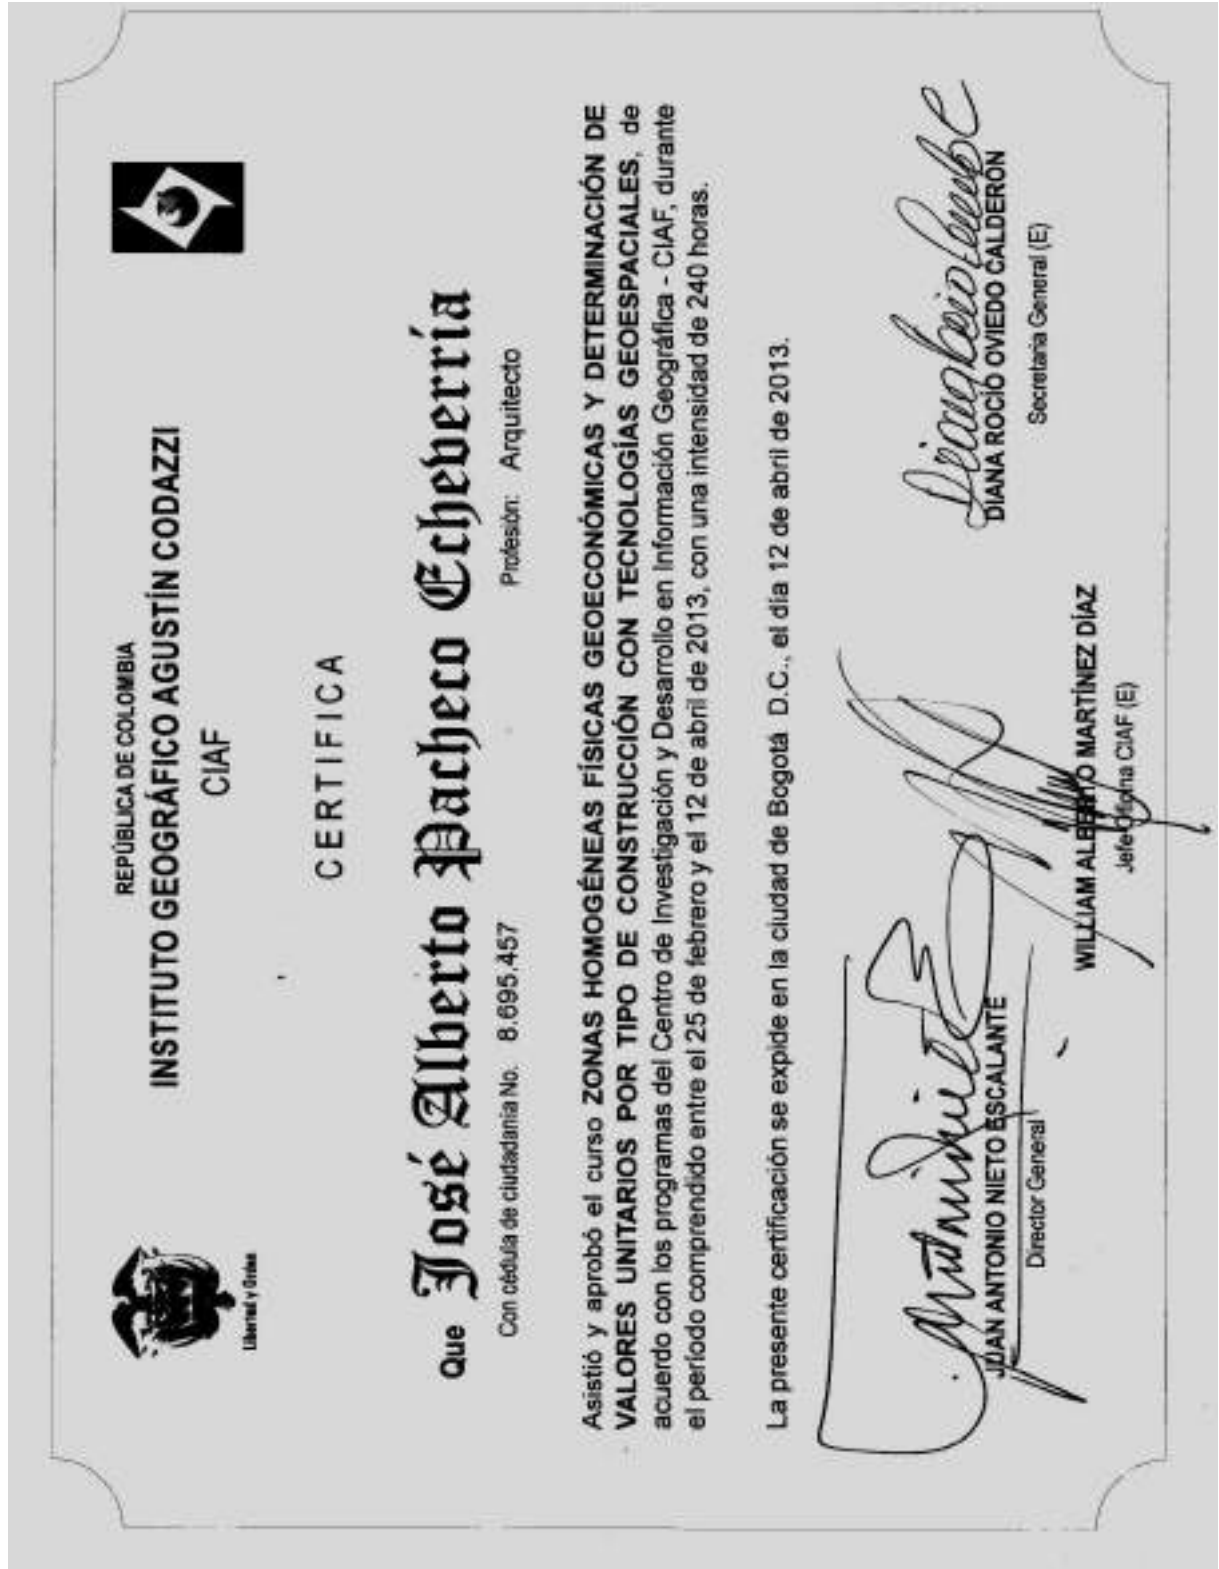 Libertad y Orden
REPÚBLICA DE COLOMBIA
INSTITUTO GEOGRÁFICO AGUSTÍN CODAZZI
CIAF
CERTIFICA
Que José Alberto Pacheco Echeverría
Con cédula de ciudadanía No. 8.695.457 Profesión: Arquitecto
Asistió y aprobó el curso ZONAS HOMOGÉNEAS FÍSICAS GEOECONÓMICAS Y DETERMINACIÓN DE
VALORES UNITARIOS POR TIPO DE CONSTRUCCIÓN CON TECNOLOGÍAS GEOESPACIALES, de
acuerdo con los programas del Centro de Investigación y Desarrollo en Información Geográfica - CIAF, durante
el período comprendido entre el 25 de febrero y el 12 de abril de 2013, con una intensidad de 240 horas.
La presente certificación se expide en la ciudad de Bogotá D.C., el día 12 de abril de 2013.
JUAN ANTONIO NIETO ESCALANTE
Director General
WILLIAM ALBERTO MARTÍNEZ DÍAZ
Jefe Oficina CIAF (E)
DIANA ROCÍO OVIEDO CALDERÓN
Secretaria General (E)